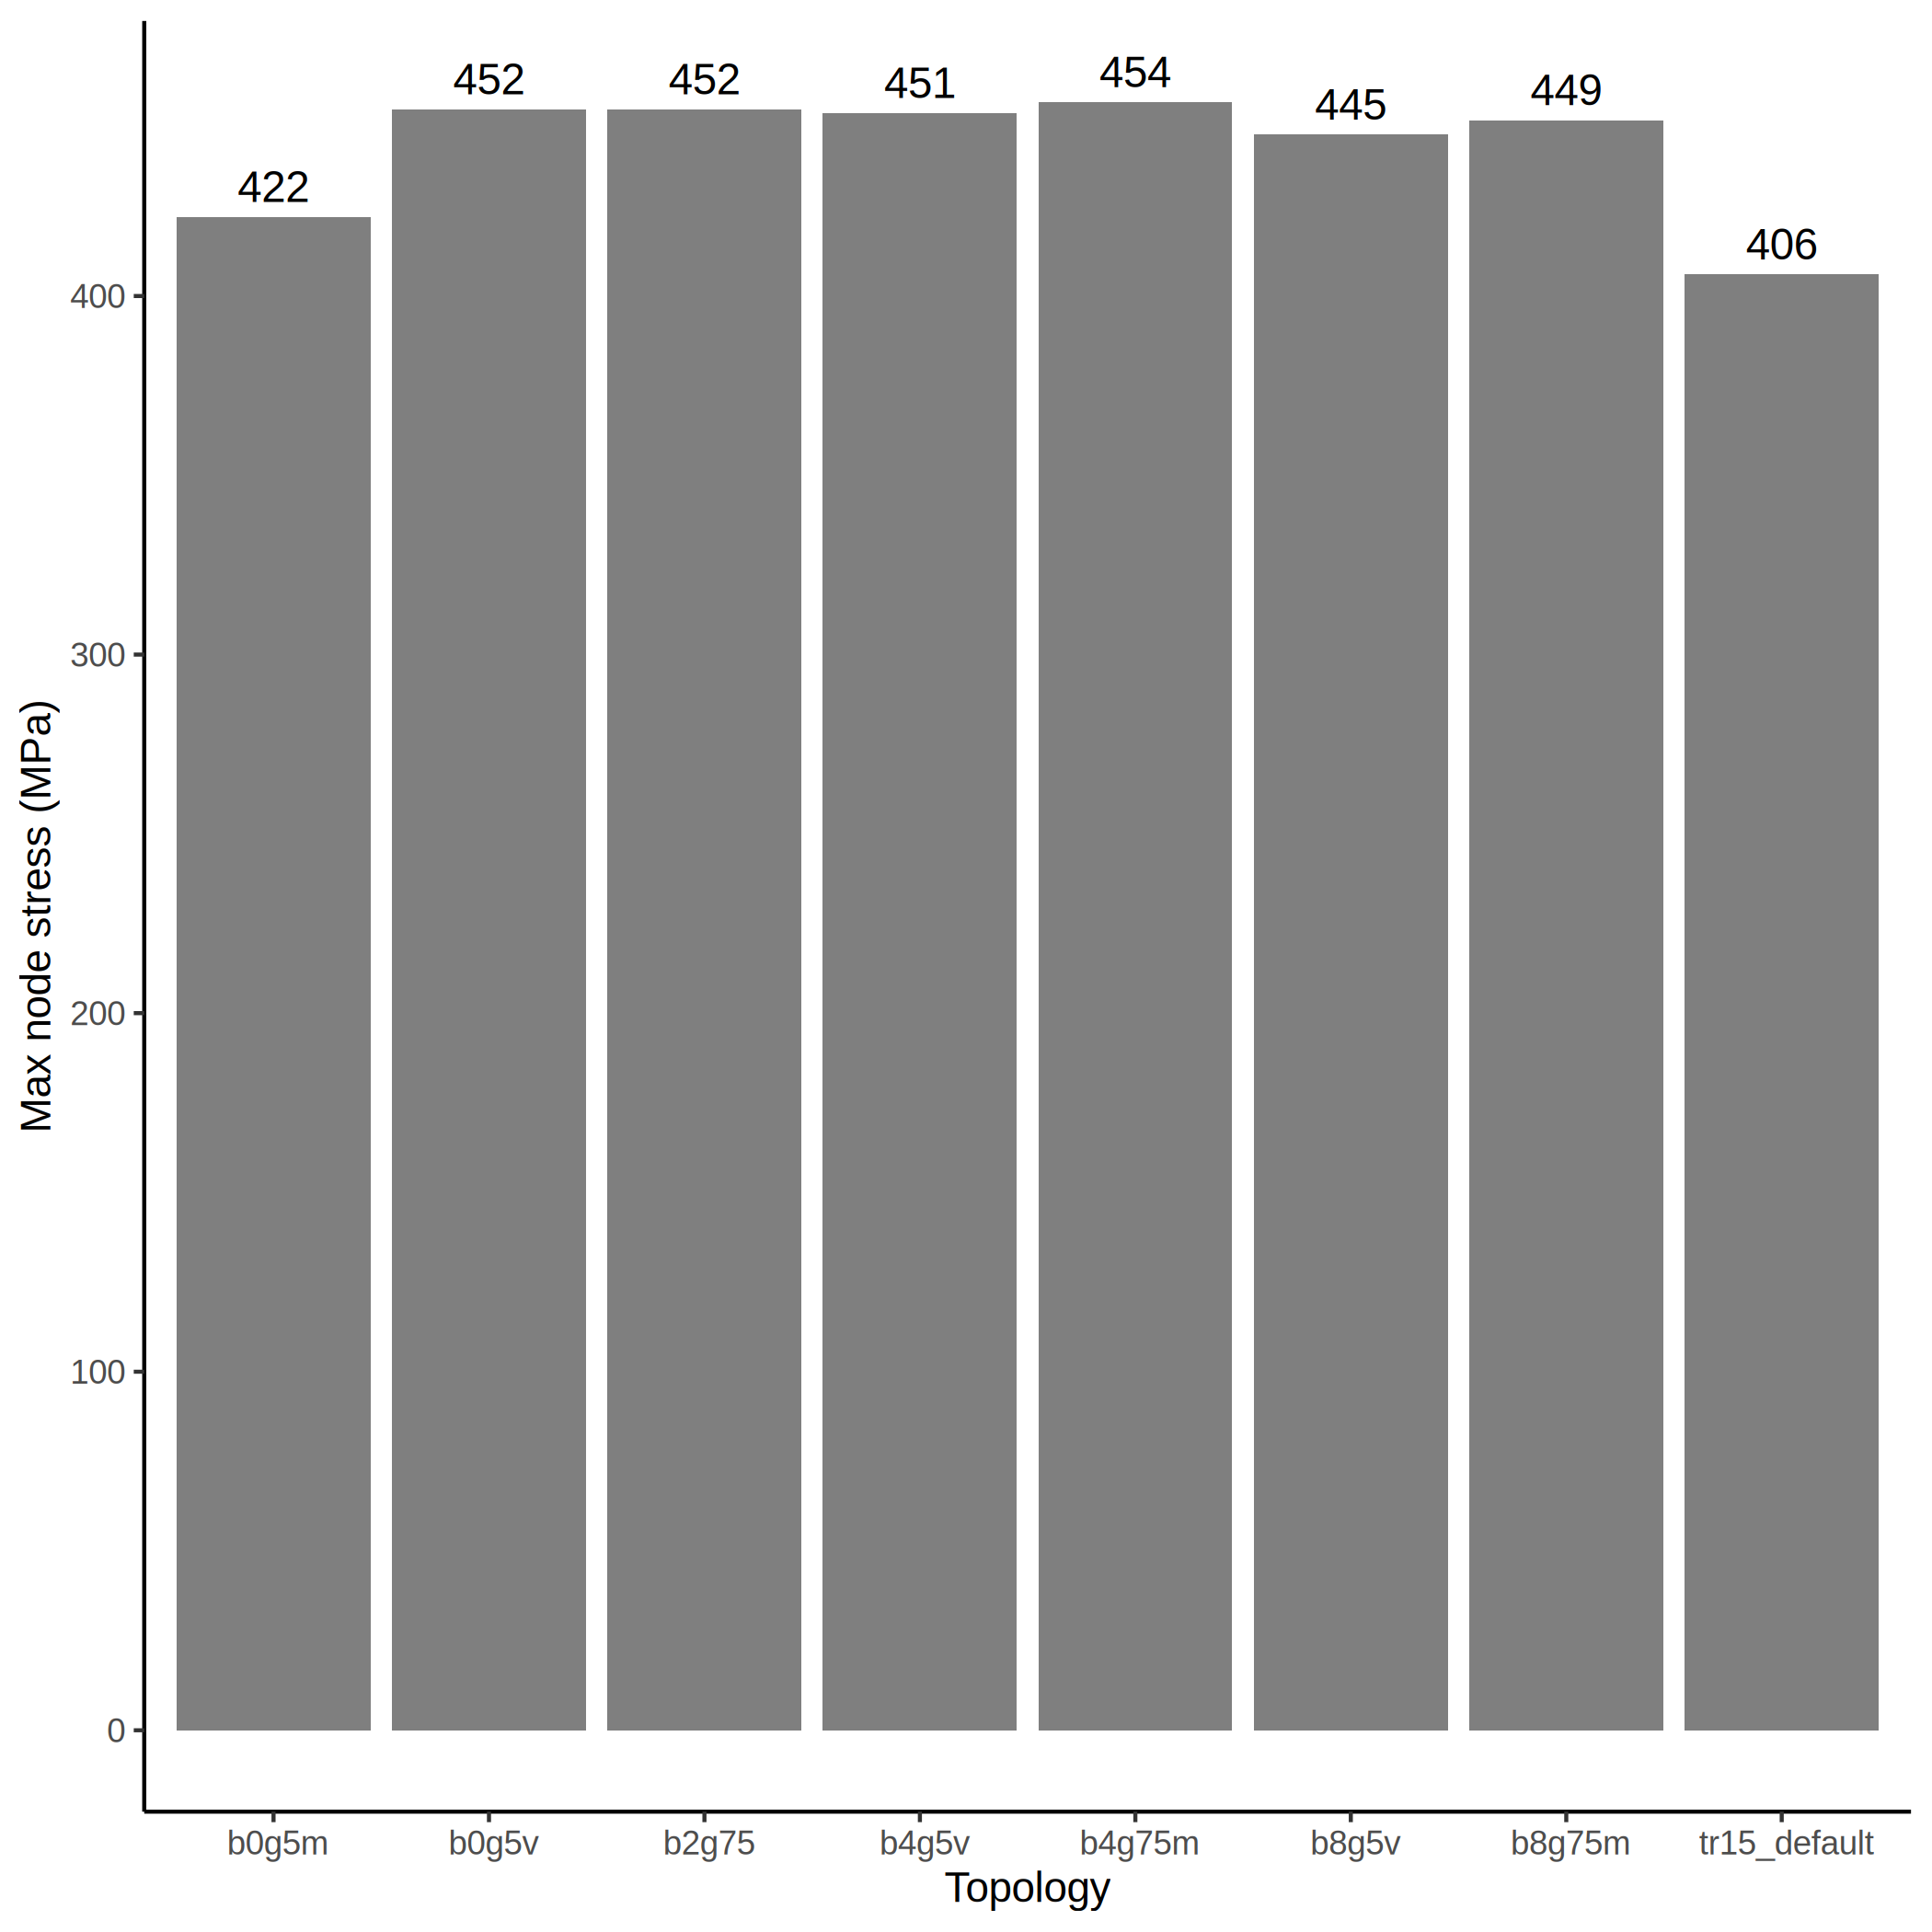 454
452
452
451
449
445
422
406
400
300
200
100
0
Max node stress (MPa)
b0g5m
b0g5v
b2g75
b4g5v
b4g75m
b8g5v
b8g75m
tr15_default
Topology